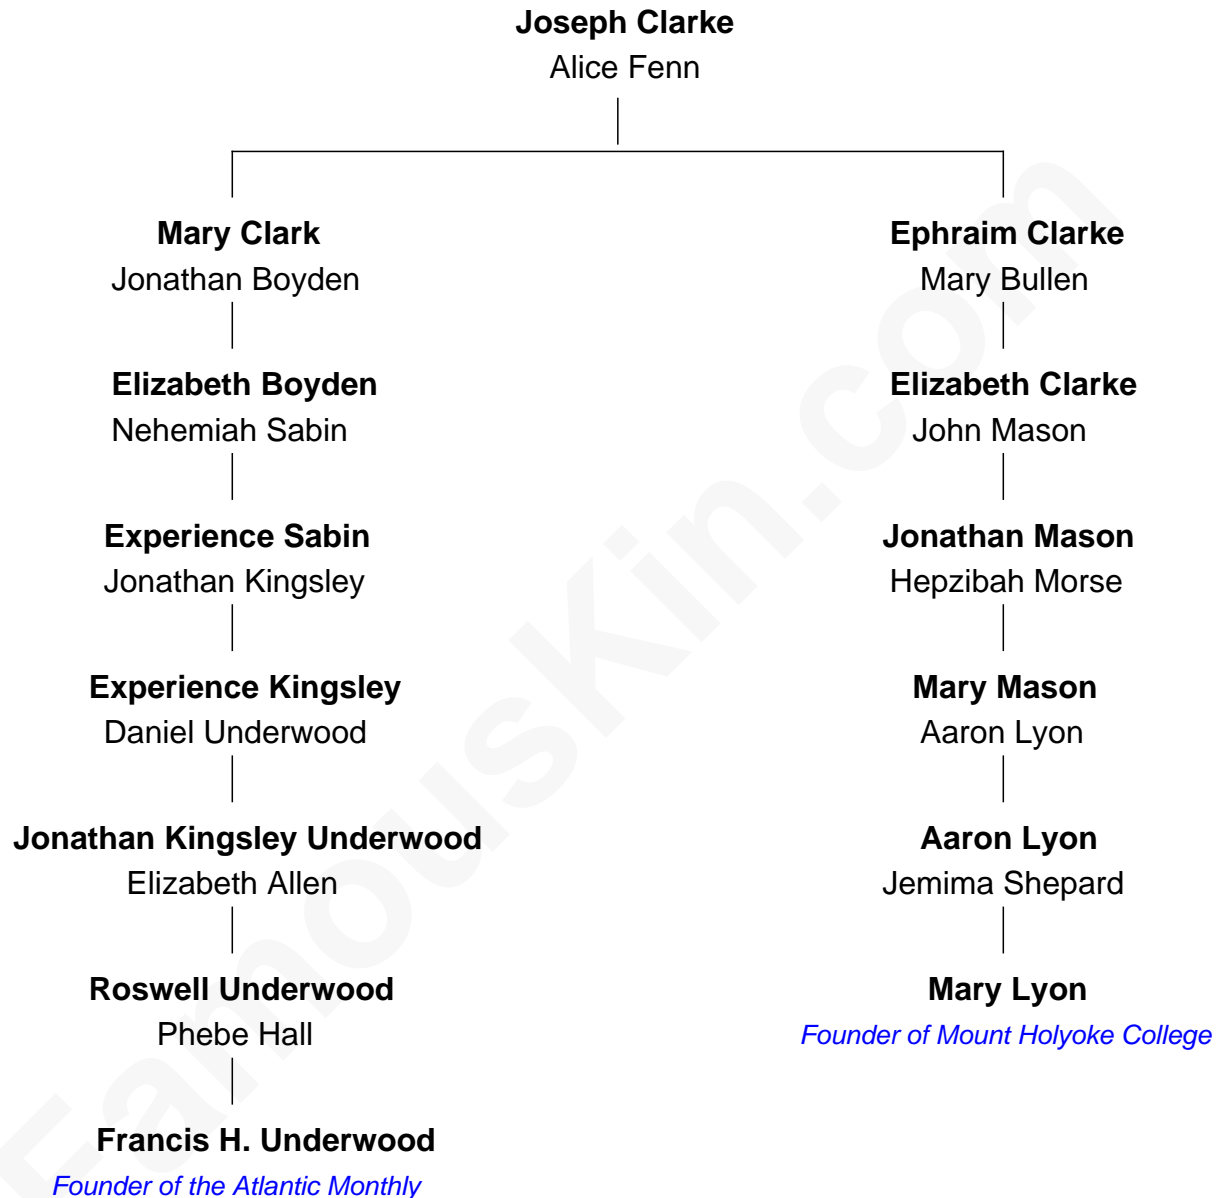 Joseph Clarke
Alice Fenn
Mary Clark
Jonathan Boyden
Ephraim Clarke
Mary Bullen
Elizabeth Boyden
Nehemiah Sabin
Elizabeth Clarke
John Mason
Experience Sabin
Jonathan Kingsley
Jonathan Mason
Hepzibah Morse
Experience Kingsley
Daniel Underwood
Mary Mason
Aaron Lyon
Jonathan Kingsley Underwood
Elizabeth Allen
Aaron Lyon
Jemima Shepard
Roswell Underwood
Phebe Hall
Mary Lyon
Founder of Mount Holyoke College
Francis H. Underwood
Founder of the Atlantic Monthly
FamousKin.com